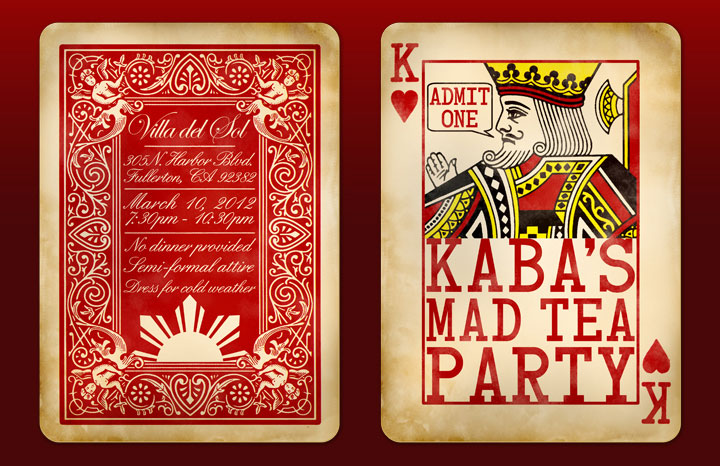 Villa del Sol
305 N. Harbor Blvd.
Fullerton, CA 92382
March 10, 2012
7:30pm - 10:30pm
No dinner provided
Semi-formal attire
Dress for cold weather
K
ADMIT
ONE
KABA'S
MAD TEA
PARTY
K